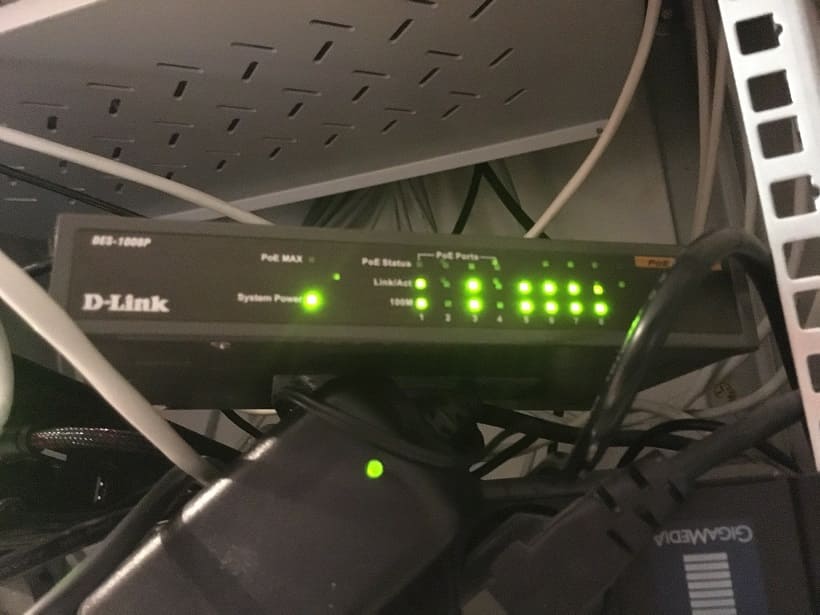 DES-1008P
PoE MAX
PoE Status
PoE Ports
PoE
D-Link
System Power
Link/Act
100M
1 2 3 4 5 6 7 8
GIGAMEDIA